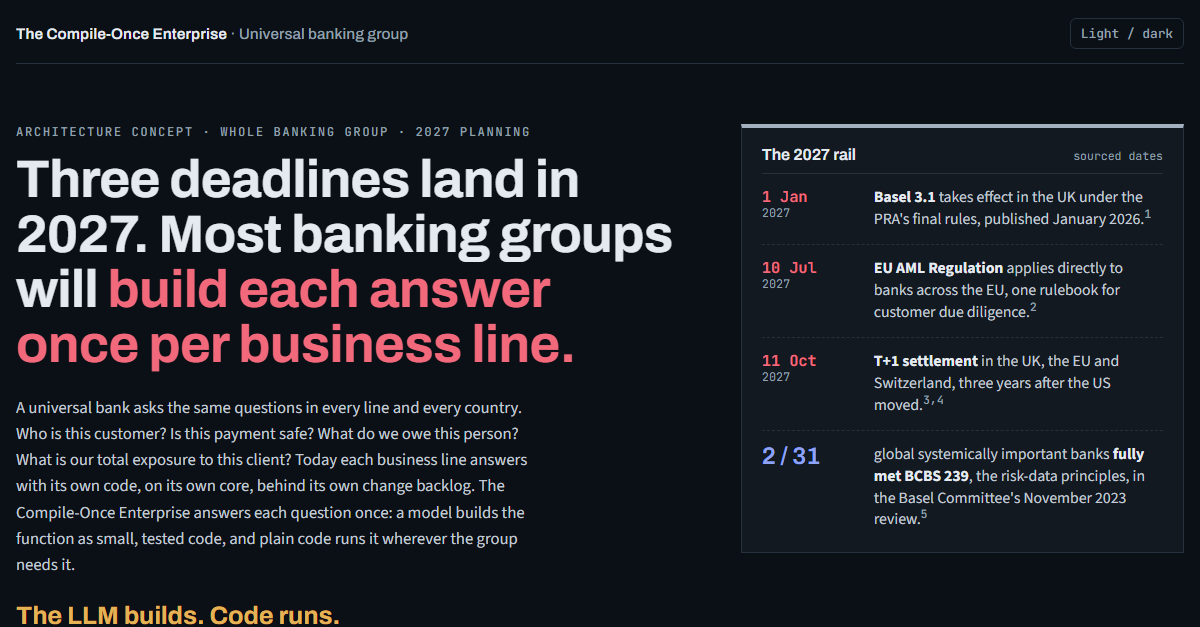 The Compile-Once Enterprise · Universal banking group
Light / dark
ARCHITECTURE CONCEPT · WHOLE BANKING GROUP · 2027 PLANNING
Three deadlines land in
2027. Most banking groups
will build each answer
once per business line.
A universal bank asks the same questions in every line and every country.
Who is this customer? Is this payment safe? What do we owe this person?
What is our total exposure to this client? Today each business line answers
with its own code, on its own core, behind its own change backlog. The
Compile-Once Enterprise answers each question once: a model builds the
function as small, tested code, and plain code runs it wherever the group
needs it.
The LLM builds. Code runs.
The 2027 rail
sourced dates
1 Jan
2027
Basel 3.1 takes effect in the UK under the
PRA's final rules, published January 2026.1
10 Jul
2027
EU AML Regulation applies directly to
banks across the EU, one rulebook for
customer due diligence.2
11 Oct
2027
T+1 settlement in the UK, the EU and
Switzerland, three years after the US
moved.3,4
2/31
global systemically important banks fully
met BCBS 239, the risk-data principles, in
the Basel Committee's November 2023
review.5